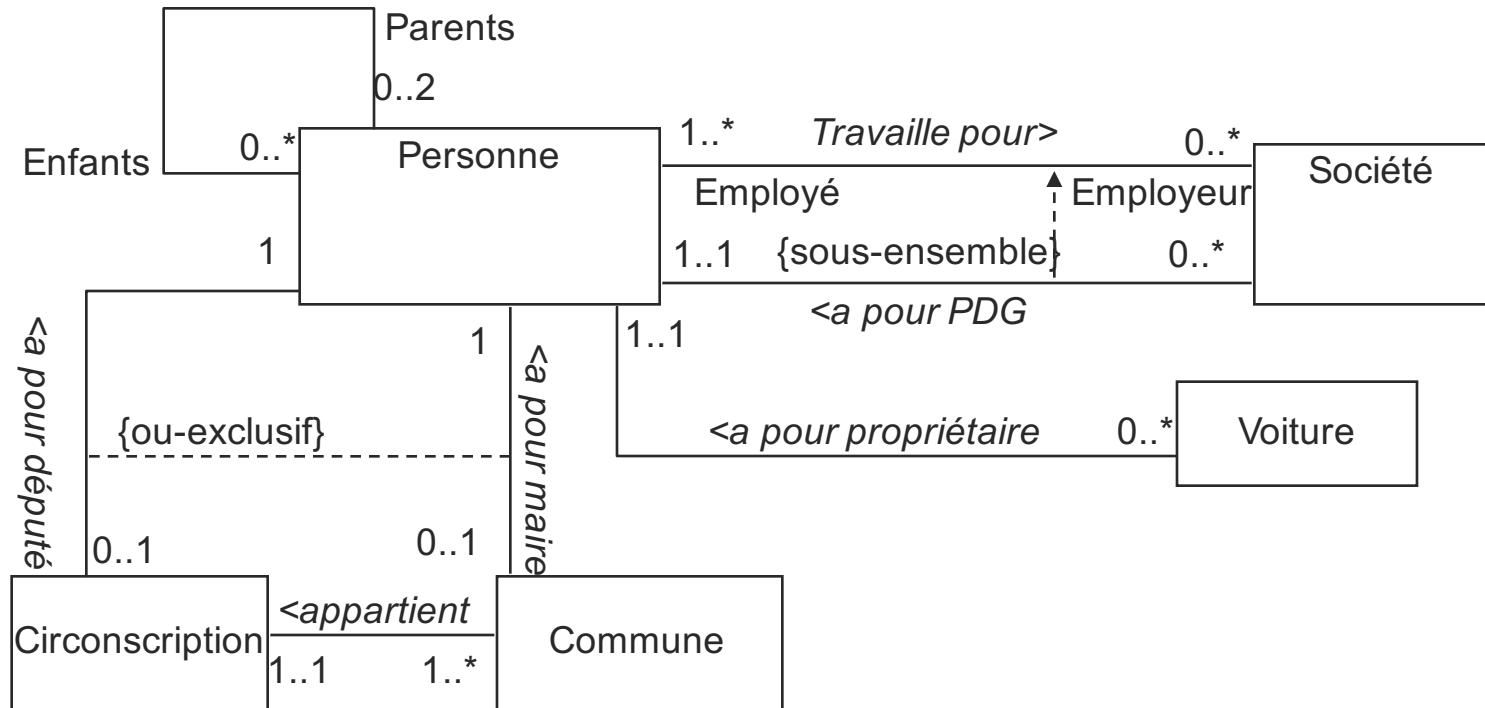 Parents
0..2
Enfants
0..*
Personne
1..*
Travaille pour>
0..*
Société
Employé
Employeur
1
1..1
{sous-ensemble}
0..*
<a pour PDG
1
1..1
<a pour député
<a pour maire
{ou-exclusif}
<a pour propriétaire
0..*
Voiture
0..1
0..1
<appartient
Circonscription
Commune
1..1
1..*